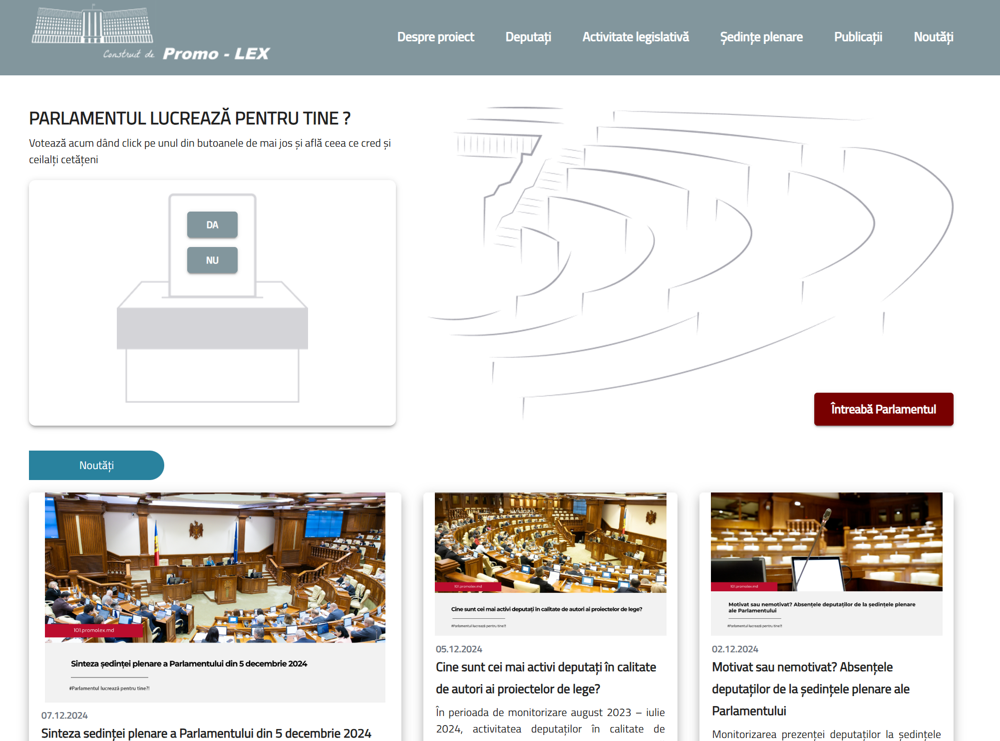 Construit de Promo - LEX
Despre proiect
Deputați
Activitate legislativă
Ședințe plenare
Publicații
Noutăți
PARLAMENTUL LUCREAZĂ PENTRU TINE ?
Votează acum dând click pe unul din butoanele de mai jos și află ceea ce cred și
ceilalți cetățeni
DA
NU
Întreabă Parlamentul
Noutăți
101.promolex.md
Sinteza ședinței plenare a Parlamentului din 5 decembrie 2024
#Parlamentul lucrează pentru tine?!
07.12.2024
Sinteza ședinței plenare a Parlamentului din 5 decembrie 2024
101.promolex.md
Cine sunt cei mai activi deputați în calitate de autori ai proiectelor de lege?
#Parlamentul lucrează pentru tine?!
05.12.2024
Cine sunt cei mai activi deputați în calitate
de autori ai proiectelor de lege?
În perioada de monitorizare august 2023 – iulie
2024, activitatea deputaților în calitate de
101.promolex.md
Motivat sau nemotivat? Absențele deputaților de la ședințele plenare
ale Parlamentului
#Parlamentul lucrează pentru tine?!
02.12.2024
Motivat sau nemotivat? Absențele
deputaților de la ședințele plenare ale
Parlamentului
Monitorizarea prezenței deputaților la ședințele